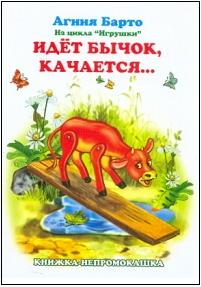 Агния Барто
Из цикла "Игрушки"
ИДЁТ БЫЧОК,
КАЧАЕТСЯ...
КНИЖКА-НЕПРОМОКАШКА